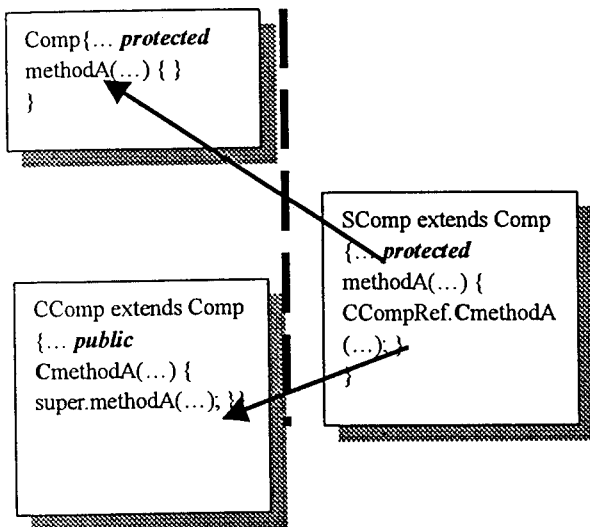 Comp{... protected
methodA(...) { }
}
SComp extends Comp
{... protected
methodA(...) {
CCompRef.CmethodA
(...); }
}
CComp extends Comp
{... public
CmethodA(...) {
super.methodA(...); }}